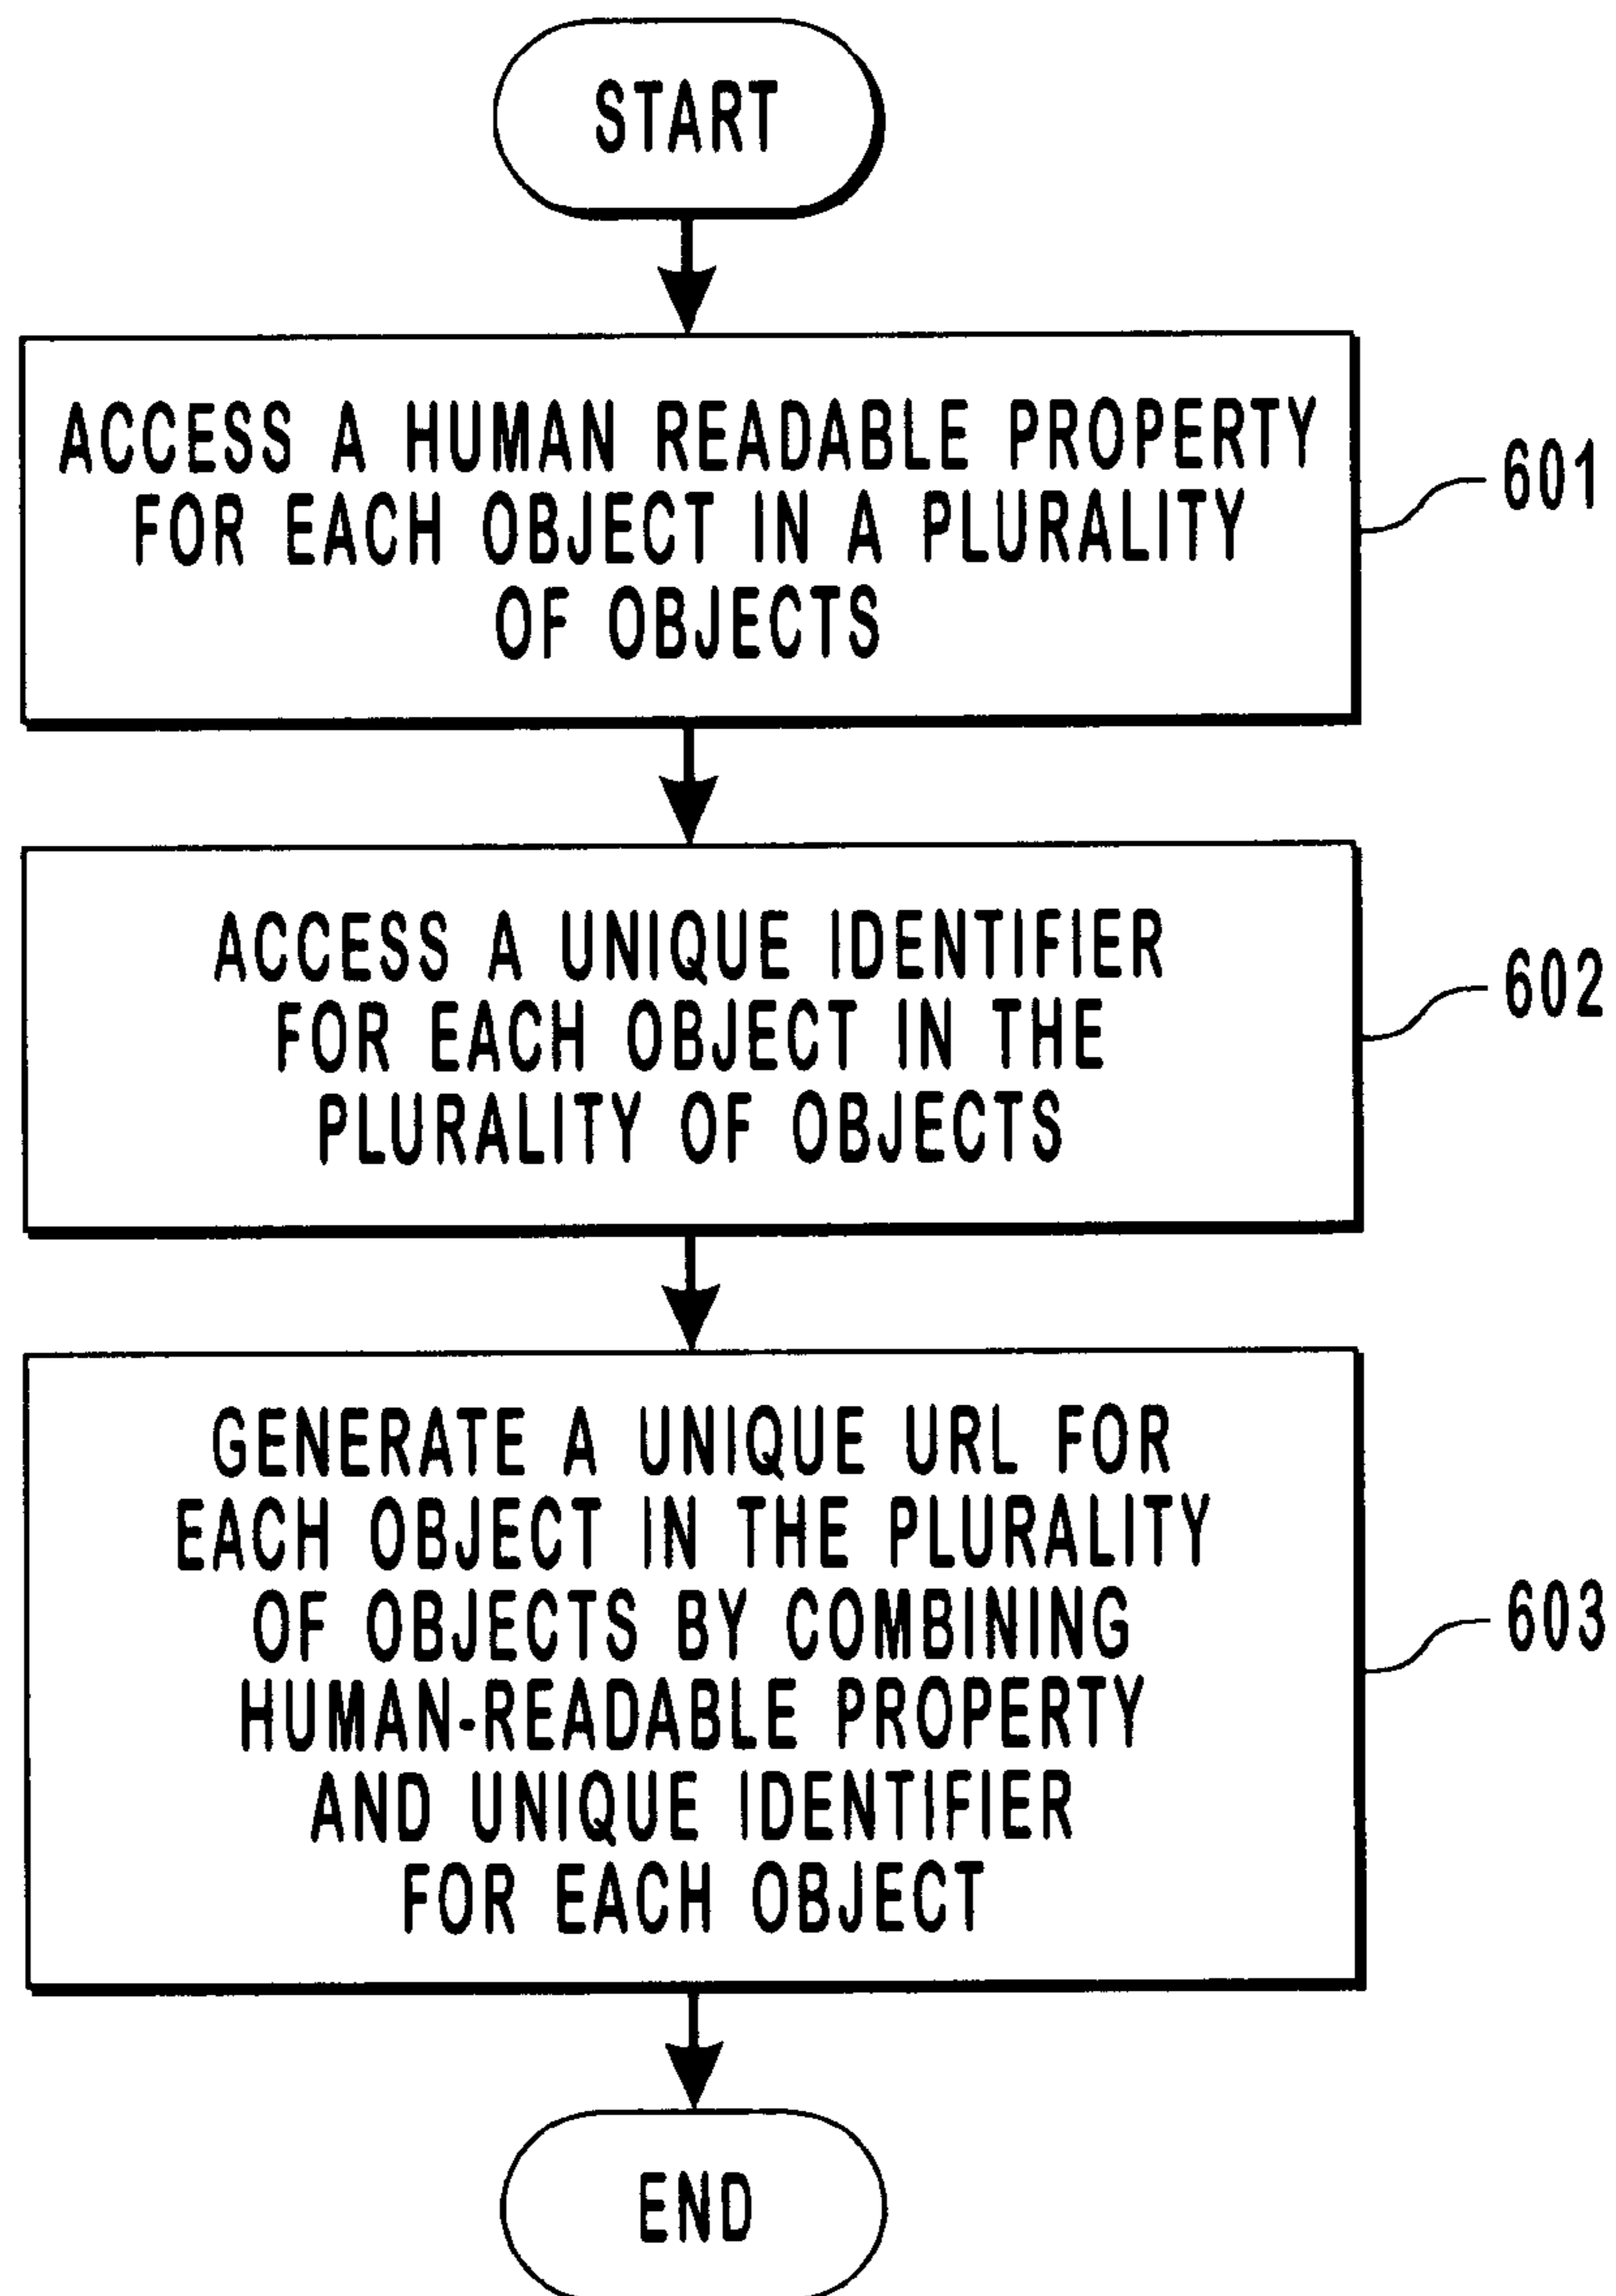 START
ACCESS A HUMAN READABLE PROPERTY
FOR EACH OBJECT IN A PLURALITY
OF OBJECTS
601
ACCESS A UNIQUE IDENTIFIER
FOR EACH OBJECT IN THE
PLURALITY OF OBJECTS
602
GENERATE A UNIQUE URL FOR
EACH OBJECT IN THE PLURALITY
OF OBJECTS BY COMBINING
HUMAN-READABLE PROPERTY
AND UNIQUE IDENTIFIER
FOR EACH OBJECT
603
END